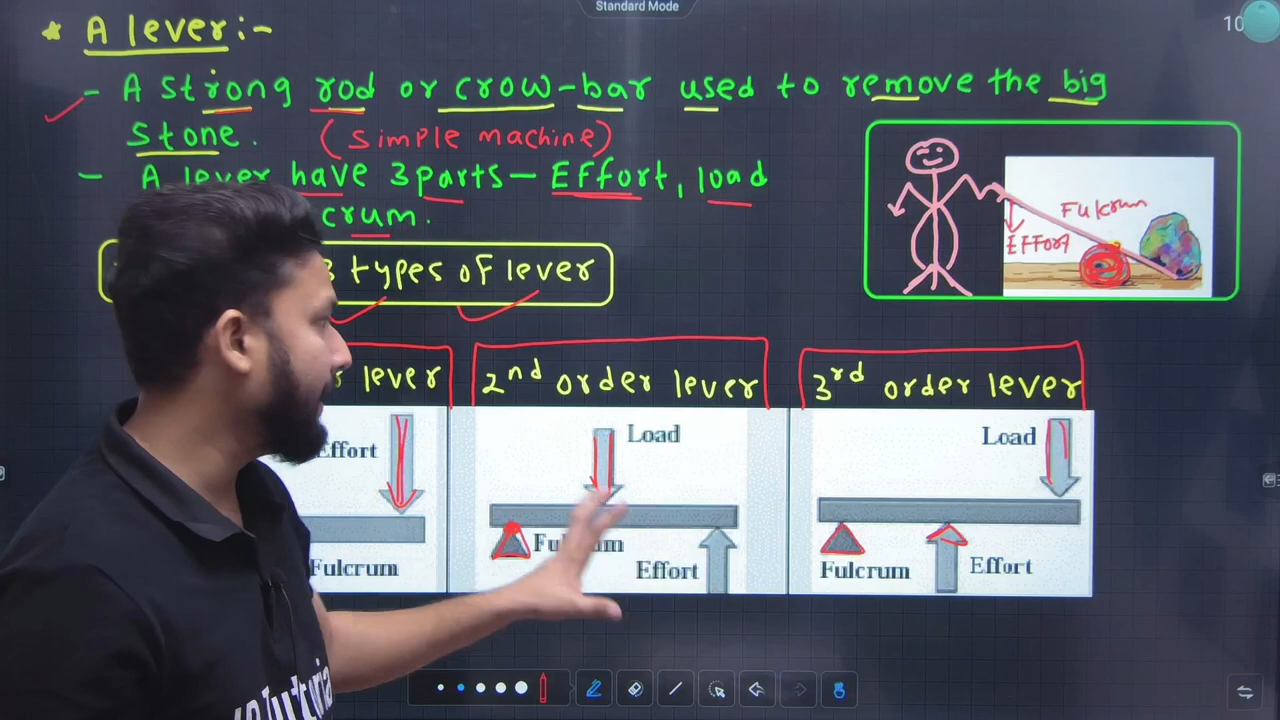 Standard Mode
10
* A lever:-
- A strong rod or crow-bar used to remove the big
stone. (simple machine)
- A lever have 3 parts - Effort, load
crum.
3 types of lever
Fulcrum
Effort
lever
2nd order lever
3rd order lever
Effort
Fulcrum
Load
Fulcrum
Effort
Load
Fulcrum
Effort